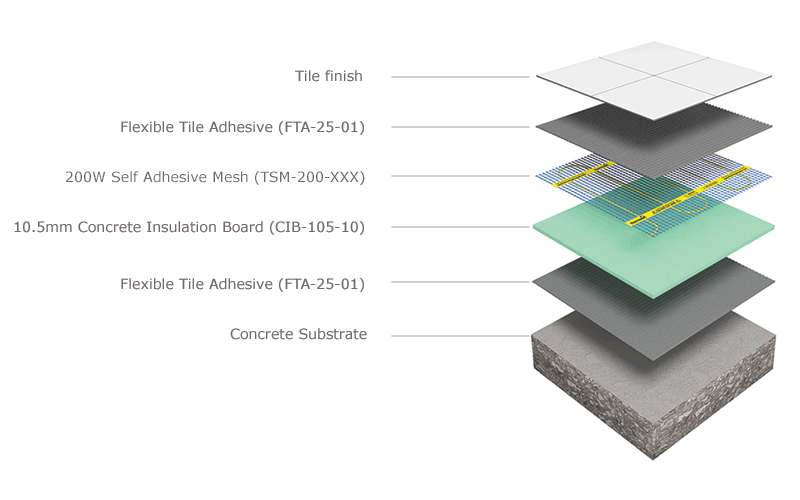 Tile finish
Flexible Tile Adhesive (FTA-25-01)
200W Self Adhesive Mesh (TSM-200-XXX)
10.5mm Concrete Insulation Board (CIB-105-10)
Flexible Tile Adhesive (FTA-25-01)
Concrete Substrate